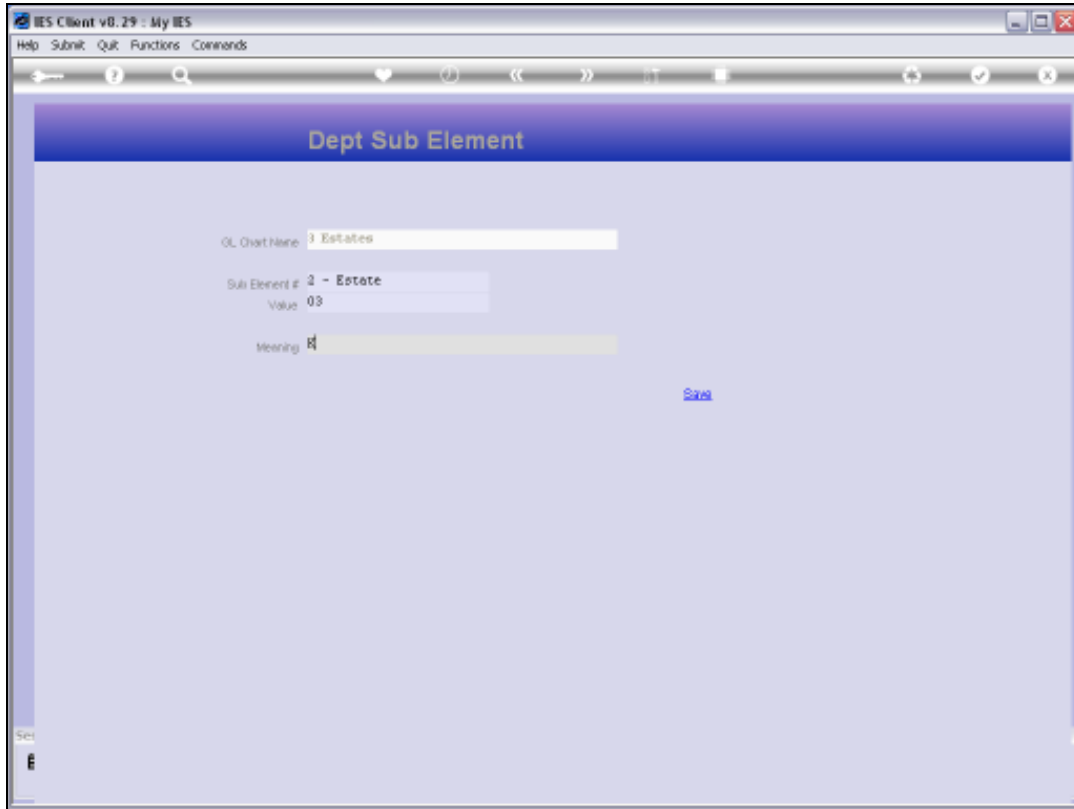 IES Client v8.29 : My IES
Help Submit Quit Functions Commands
Dept Sub Element
GL Chart Name 3 Estates
Sub Element # 2 - Estate
Value 03
Meaning
Save